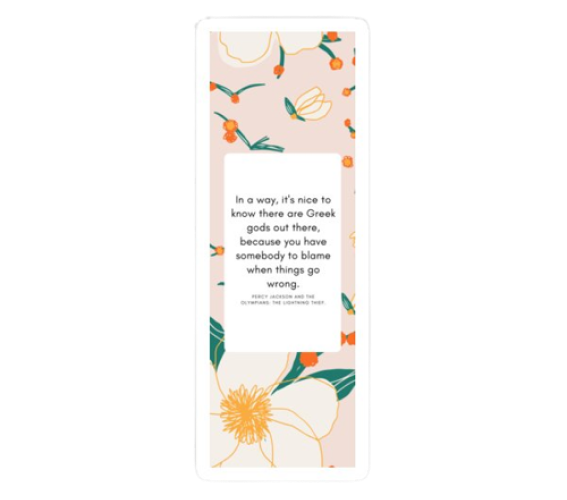 In a way, it's nice to
know there are Greek
gods out there,
because you have
somebody to blame
when things go
wrong.
PERCY JACKSON AND THE
OLYMPIANS: THE LIGHTNING THIEF.